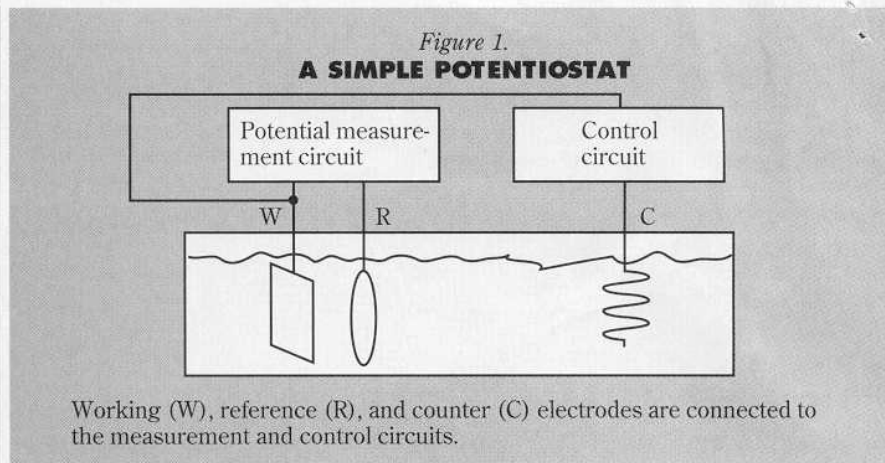 Figure 1.
A SIMPLE POTENTIOSTAT
Potential measure-
ment circuit
Control
circuit
W
R
C
Working (W), reference (R), and counter (C) electrodes are connected to
the measurement and control circuits.